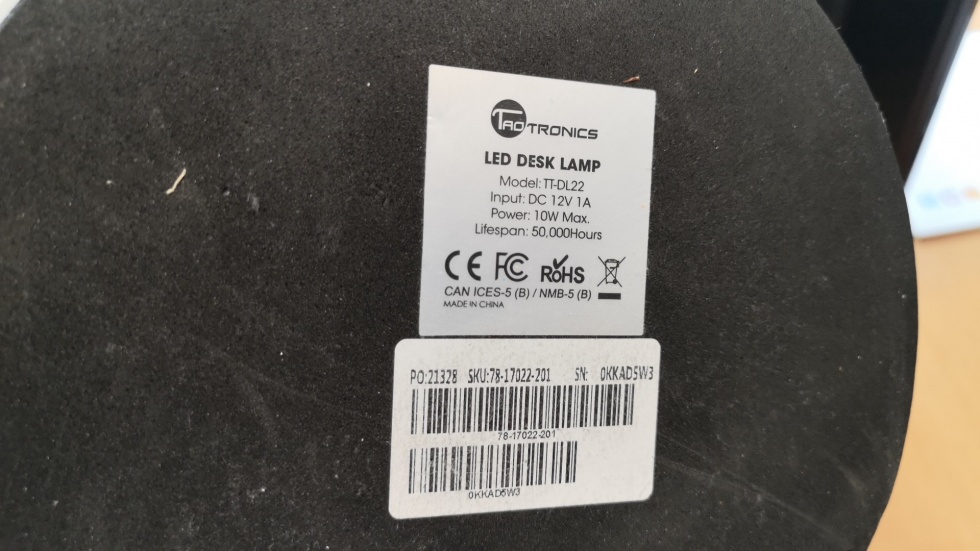 TAOTRONICS
LED DESK LAMP
Model: TT-DL22
Input: DC 12V 1A
Power: 10W Max.
Lifespan: 50,000Hours
CE FC RoHS
CAN ICES-5 (B) / NMB-5 (B)
MADE IN CHINA
PO:21328 SKU:78-17022-201 SN: 0KKAD5W3
78-17022-201
0KKAD5W3